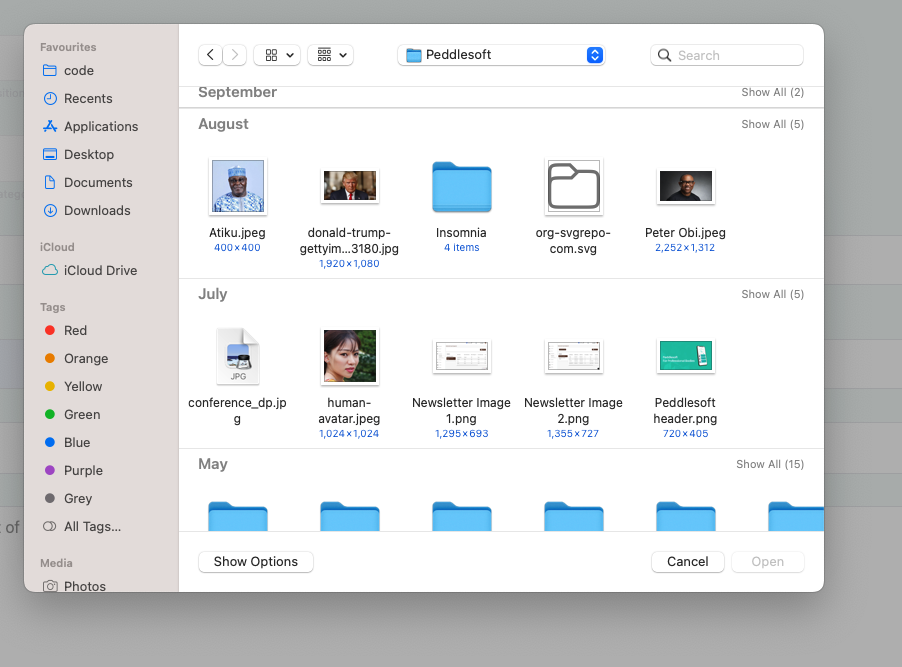 Favourites
code
Recents
Applications
Desktop
Documents
Downloads
iCloud
iCloud Drive
Tags
Red
Orange
Yellow
Green
Blue
Purple
Grey
All Tags...
Media
Photos
Peddlesoft
Search
September
Show All (2)
August
Show All (5)
Atiku.jpeg
400×400
donald-trump-
gettyim...3180.jpg
1,920×1,080
Insomnia
4 items
org-svgrepo-
com.svg
Peter Obi.jpeg
2,252×1,312
July
Show All (5)
JPG
conference_dp.jp
g
human-
avatar.jpeg
1,024×1,024
Newsletter Image
1.png
1,295×693
Newsletter Image
2.png
1,355×727
Peddlesoft
header.png
720×405
May
Show All (15)
Show Options
Cancel
Open
of